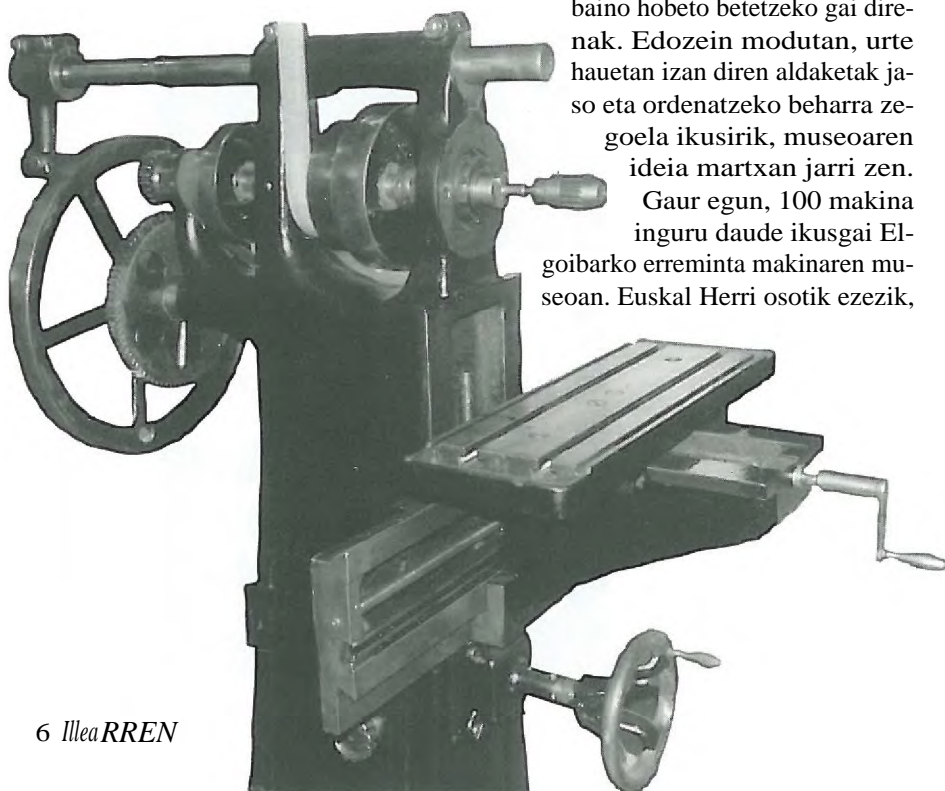 baino hobeto betetzeko gai dire-
nak. Edozein modutan, urte
hauetan izan diren aldaketak ja-
so eta ordenatzeko beharra ze-
goela ikusirik, museoaren
ideia martxan jarri zen.
Gaur egun, 100 makina
inguru daude ikusgai El-
goibarko erreminta makinaren mu-
seoan. Euskal Herri osotik ezezik,
6 IlleaRREN